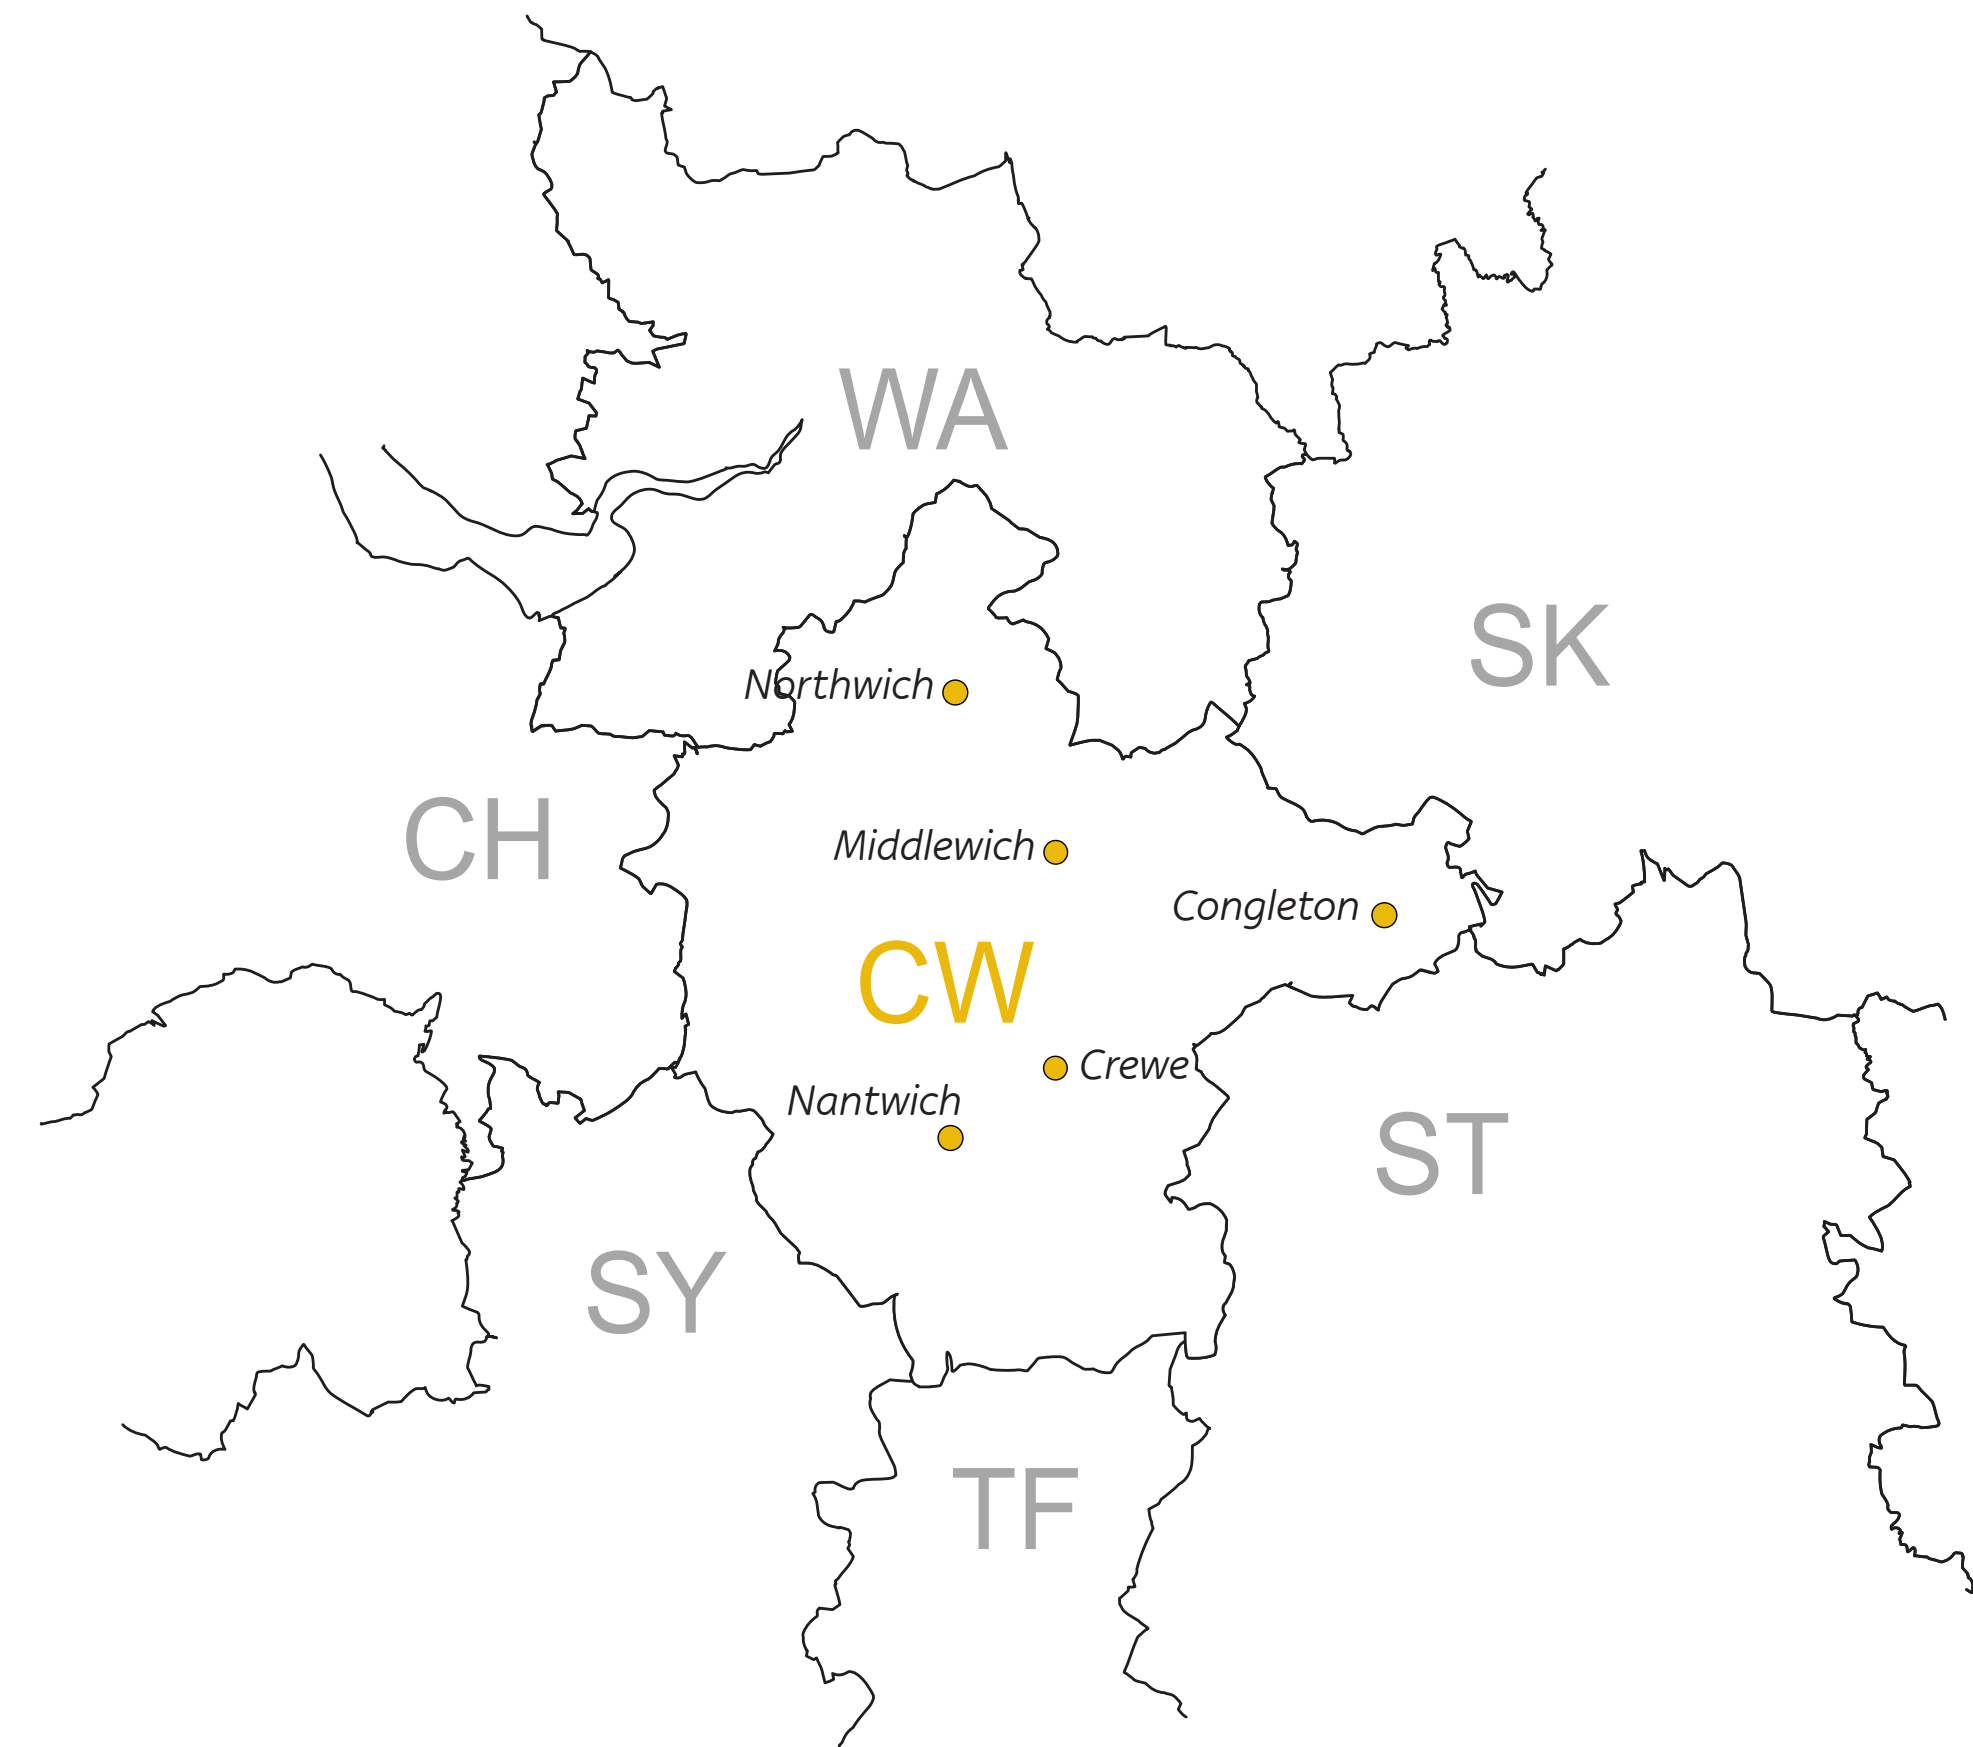 WA
SK
Northwich
CH
Middlewich
Congleton
CW
Crewe
Nantwich
ST
SY
TF